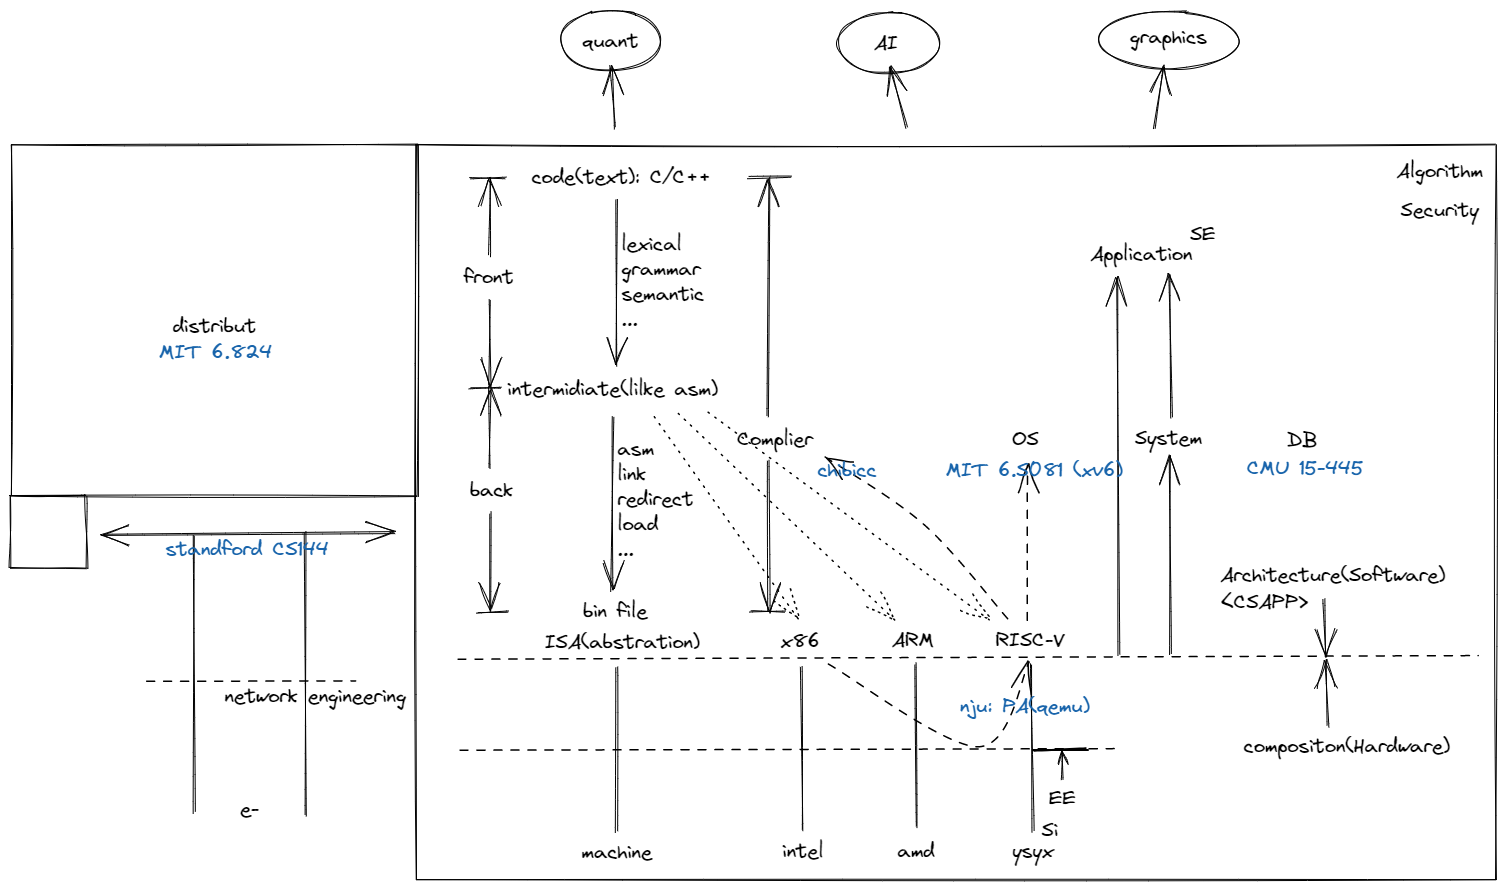 quant
AI
graphics
Algorithm
Security
code(text): C/C++
lexical
grammar
semantic
...
front
SE
Application
distribut
MIT 6.824
intermidiate(lilke asm)
Complier
chibicc
OS
MIT 6.S081 (xv6)
System
DB
CMU 15-445
asm
link
redirect
load
...
back
standford CS144
Architecture(Software)
<CSAPP>
bin file
ISA(abstration)
x86
ARM
RISC-V
network engineering
nju: PA(qemu)
compositon(Hardware)
EE
e-
Si
machine
intel
amd
ysyx